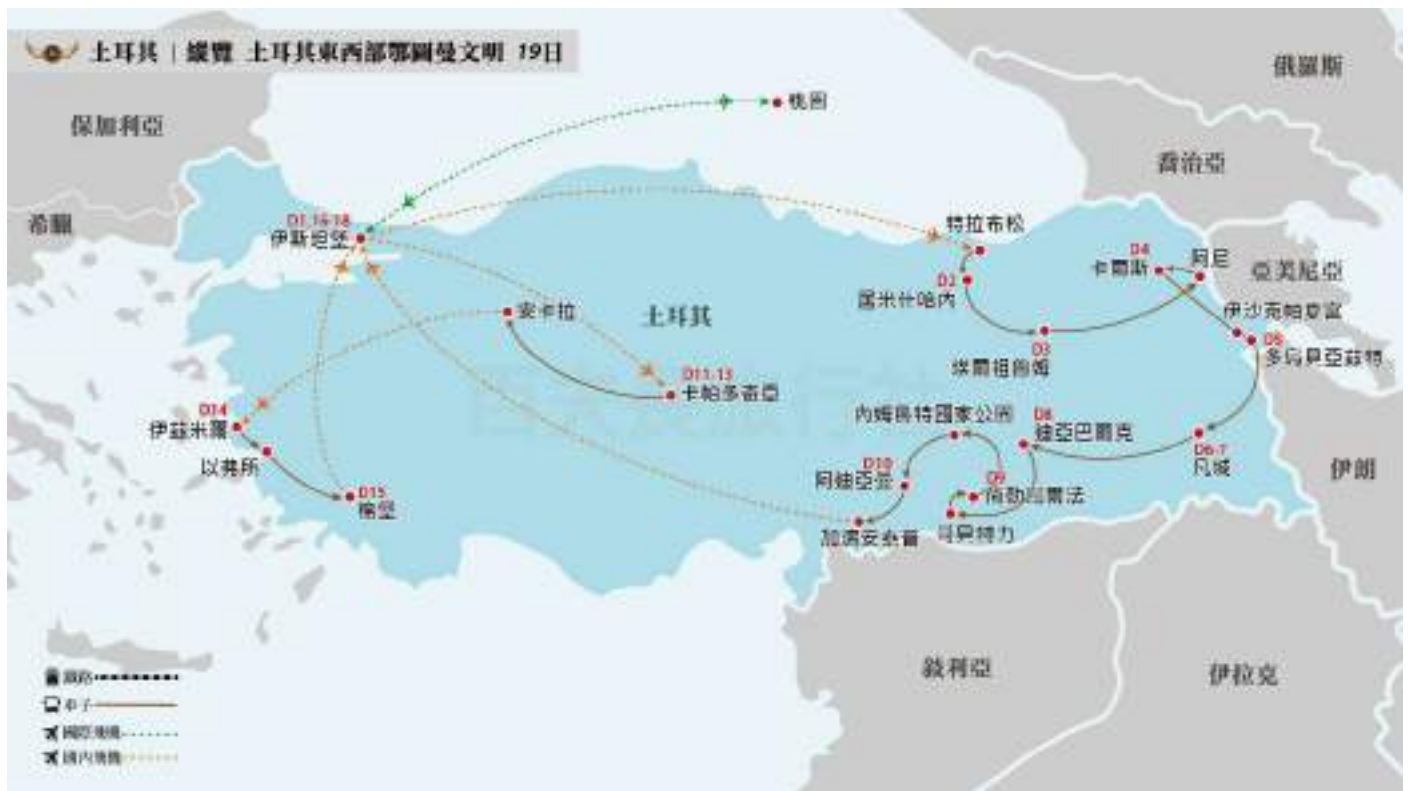 土耳其 | 縱覽 土耳其東西部鄂圖曼文明 19日
俄羅斯
桃園
保加利亞
喬治亞
希臘
D1.16-18
伊斯坦堡
特拉布松
D4
卡爾斯
阿尼
亞美尼亞
D2
居米什哈內
伊沙克帕夏宮
安卡拉
土耳其
D3
埃爾祖魯姆
D5
多烏貝亞茲特
D11-13
卡帕多奇亞
D14
伊茲米爾
內姆魯特國家公園
D8
迪亞巴爾克
以弗所
D10
阿迪亞曼
D9
尚勒烏爾法
D6-7
凡城
伊朗
D15
棉堡
加濟安泰普
哥貝特力
敍利亞
伊拉克
鐵路
車子
國際飛機
國內飛機